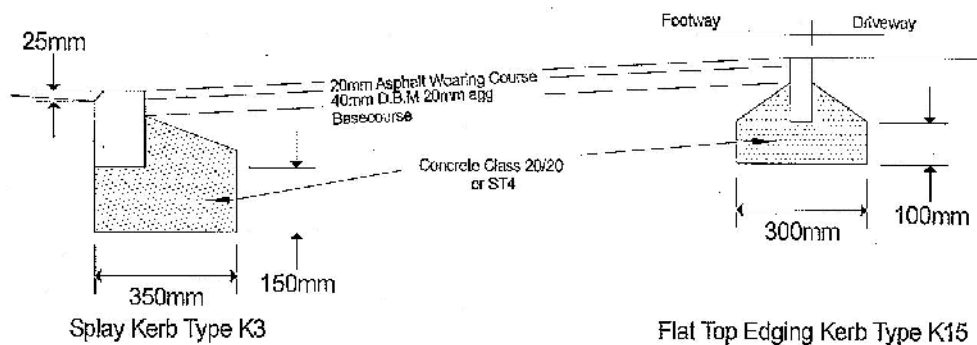 Footway
Driveway
25mm
20mm Asphalt Wearing Course
40mm D.B.M 20mm agg
Basecourse
Concrete Class 20/20
or ST4
100mm
300mm
150mm
350mm
Splay Kerb Type K3
Flat Top Edging Kerb Type K15